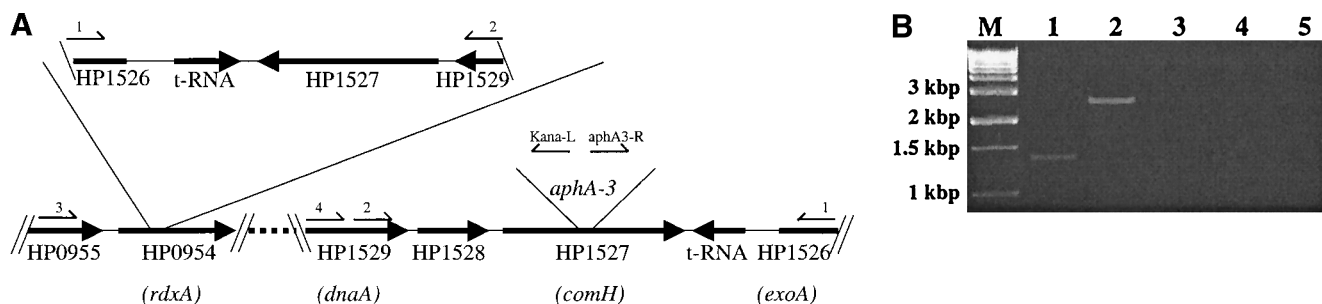 A
1 2
HP1526 t-RNA HP1527 HP1529
Kana-L aphA3-R
aphA-3
3 4 2 1
HP0955 HP0954 HP1529 HP1528 HP1527 t-RNA HP1526
(rdxA) (dnaA) (comH) (exoA)
B
M 1 2 3 4 5
3 kbp
2 kbp
1.5 kbp
1 kbp